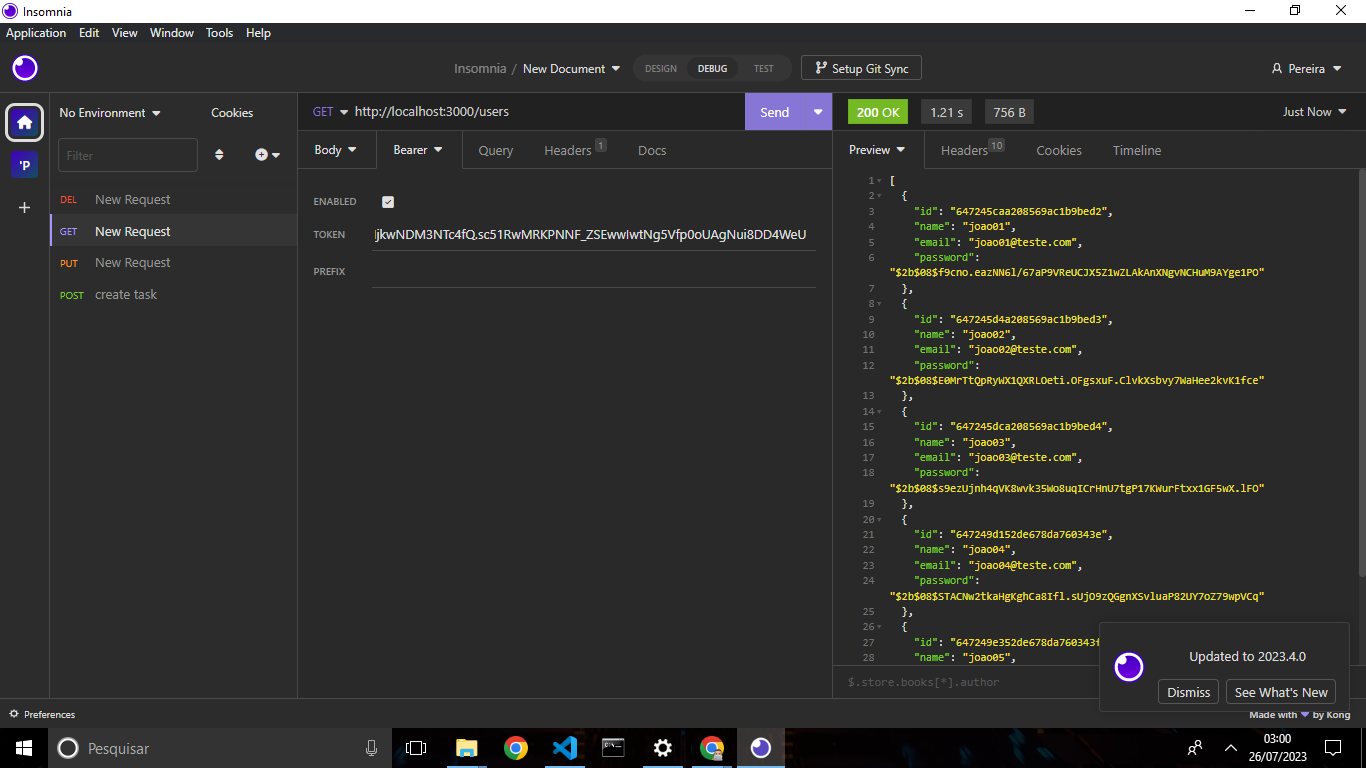 Insomnia
Application Edit View Window Tools Help
Insomnia / New Document DESIGN DEBUG TEST Setup Git Sync Pereira
No Environment Cookies
GET http://localhost:3000/users Send
200 OK 1.21 s 756 B Just Now
Filter
Body Bearer Query Headers 1 Docs
Preview Headers 10 Cookies Timeline
'P
DEL New Request
GET New Request
PUT New Request
POST create task
ENABLED
TOKEN IjkwNDM3NTc4fQ.sc51RwMRKPNNF_ZSEwwIwtNg5Vfp0oUAgNui8DD4WeU
PREFIX
1 [
2 {
3 "id": "647245caa208569ac1b9bed2",
4 "name": "joao01",
5 "email": "joao01@teste.com",
6 "password":
"$2b$08$f9cno.eazNN6l/67aP9VReUCJX5Z1wZLAkAnXNgvNCHuM9AYge1PO"
7 },
8 {
9 "id": "647245d4a208569ac1b9bed3",
10 "name": "joao02",
11 "email": "joao02@teste.com",
12 "password":
"$2b$08$E0MrTtQpRyWX1QXRLOeti.OFgsxuF.ClvkXsbvy7WaHee2kvK1fce"
13 },
14 {
15 "id": "647245dca208569ac1b9bed4",
16 "name": "joao03",
17 "email": "joao03@teste.com",
18 "password":
"$2b$08$s9ezUjnh4qVK8wvk35Wo8uqICrHnU7tgP17KWurFtxx1GF5wX.lFO"
19 },
20 {
21 "id": "647249d152de678da760343e",
22 "name": "joao04",
23 "email": "joao04@teste.com",
24 "password":
"$2b$08$STACNw2tkaHgKghCa8Ifl.sUjO9zQGgnXSvluaP82UY7oZ79wpVCq"
25 },
26 {
27 "id": "647249e352de678da760343f
28 "name": "joao05",
$.store.books[*].author
Updated to 2023.4.0
Dismiss See What's New
Preferences
Made with by Kong
Pesquisar
03:00
26/07/2023